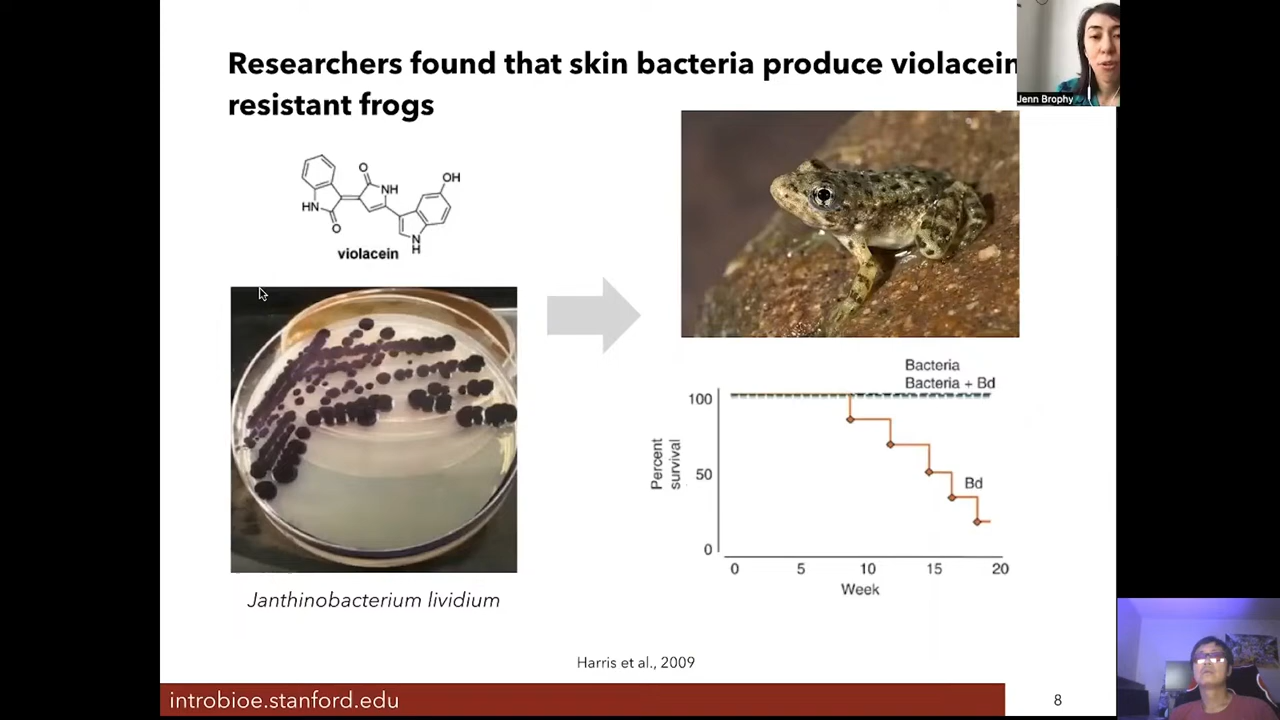 Researchers found that skin bacteria produce violacein
resistant frogs
Jenn Brophy
O
NH
OH
HN
O
N
H
violacein
Bacteria
Bacteria + Bd
100
Percent
survival
50
Bd
0
0 5 10 15 20
Week
Janthinobacterium lividium
Harris et al., 2009
introbioe.stanford.edu
8